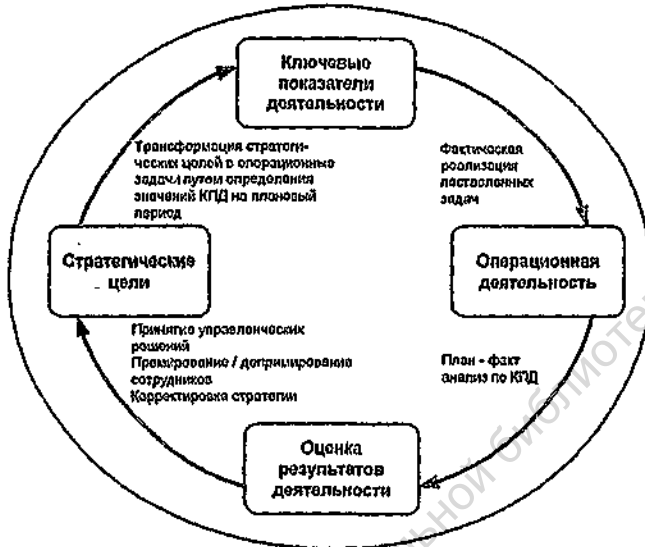 Ключевые
показатели
деятельности
Трансформация стратеги-
ческих целей в операционные
задачи путем определения
значений КПД на плановый
период
Фактическая
реализация
поставленных
задач
Стратегические
цели
Операционная
деятельность
Принятие управленческих
решений
Премирование / депримирование
сотрудников
Корректировка стратегии
План - факт
анализ по КПД
Оценка
результатов
деятельности